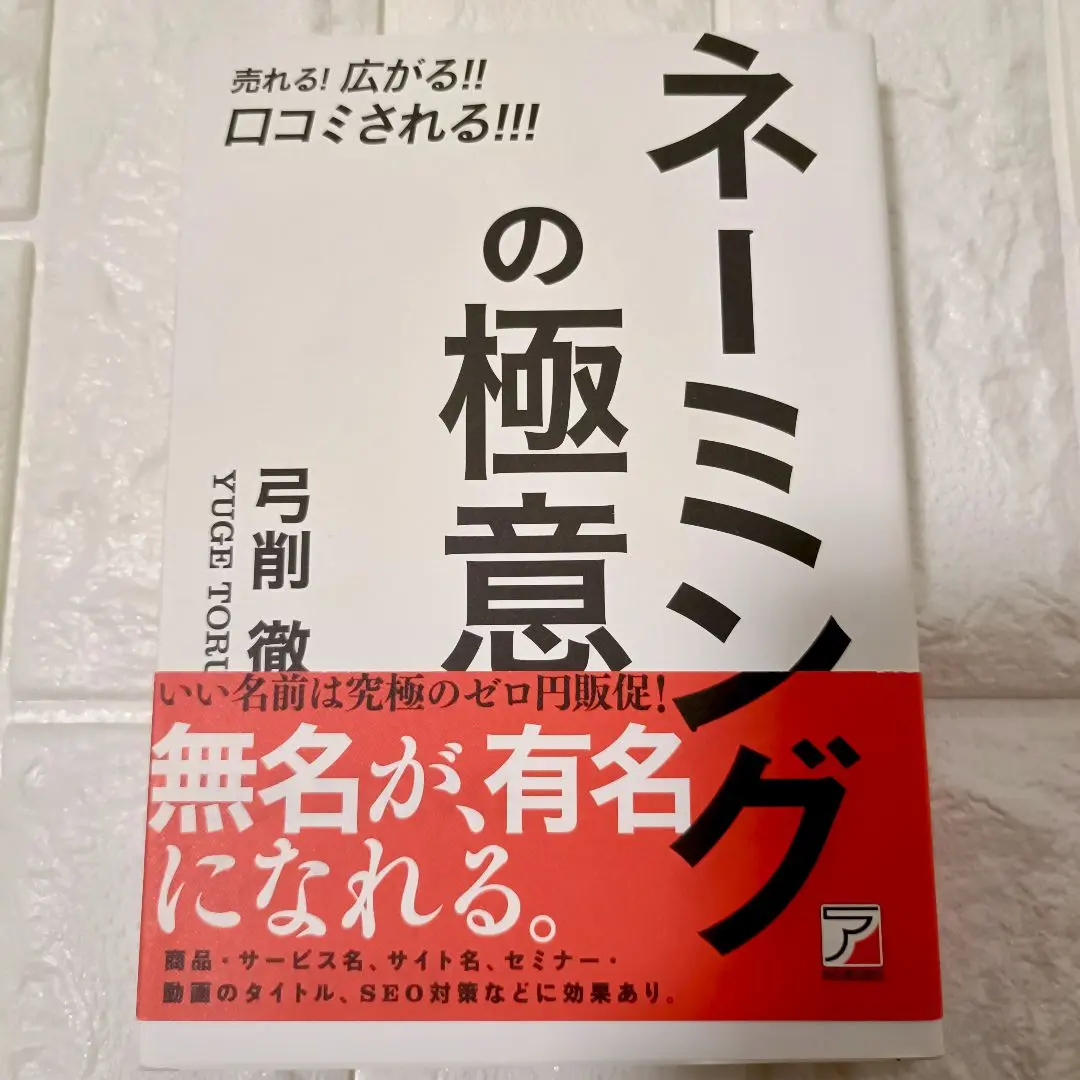 売れる! 広がる!!
口コミされる!!!
ネーミング
の極意
弓削 徹
YUGE TORU
いい名前は究極のゼロ円販促!
無名が、有名
になれる。
商品・サービス名、サイト名、セミナー・
動画のタイトル、SEO対策などに効果あり。
ア